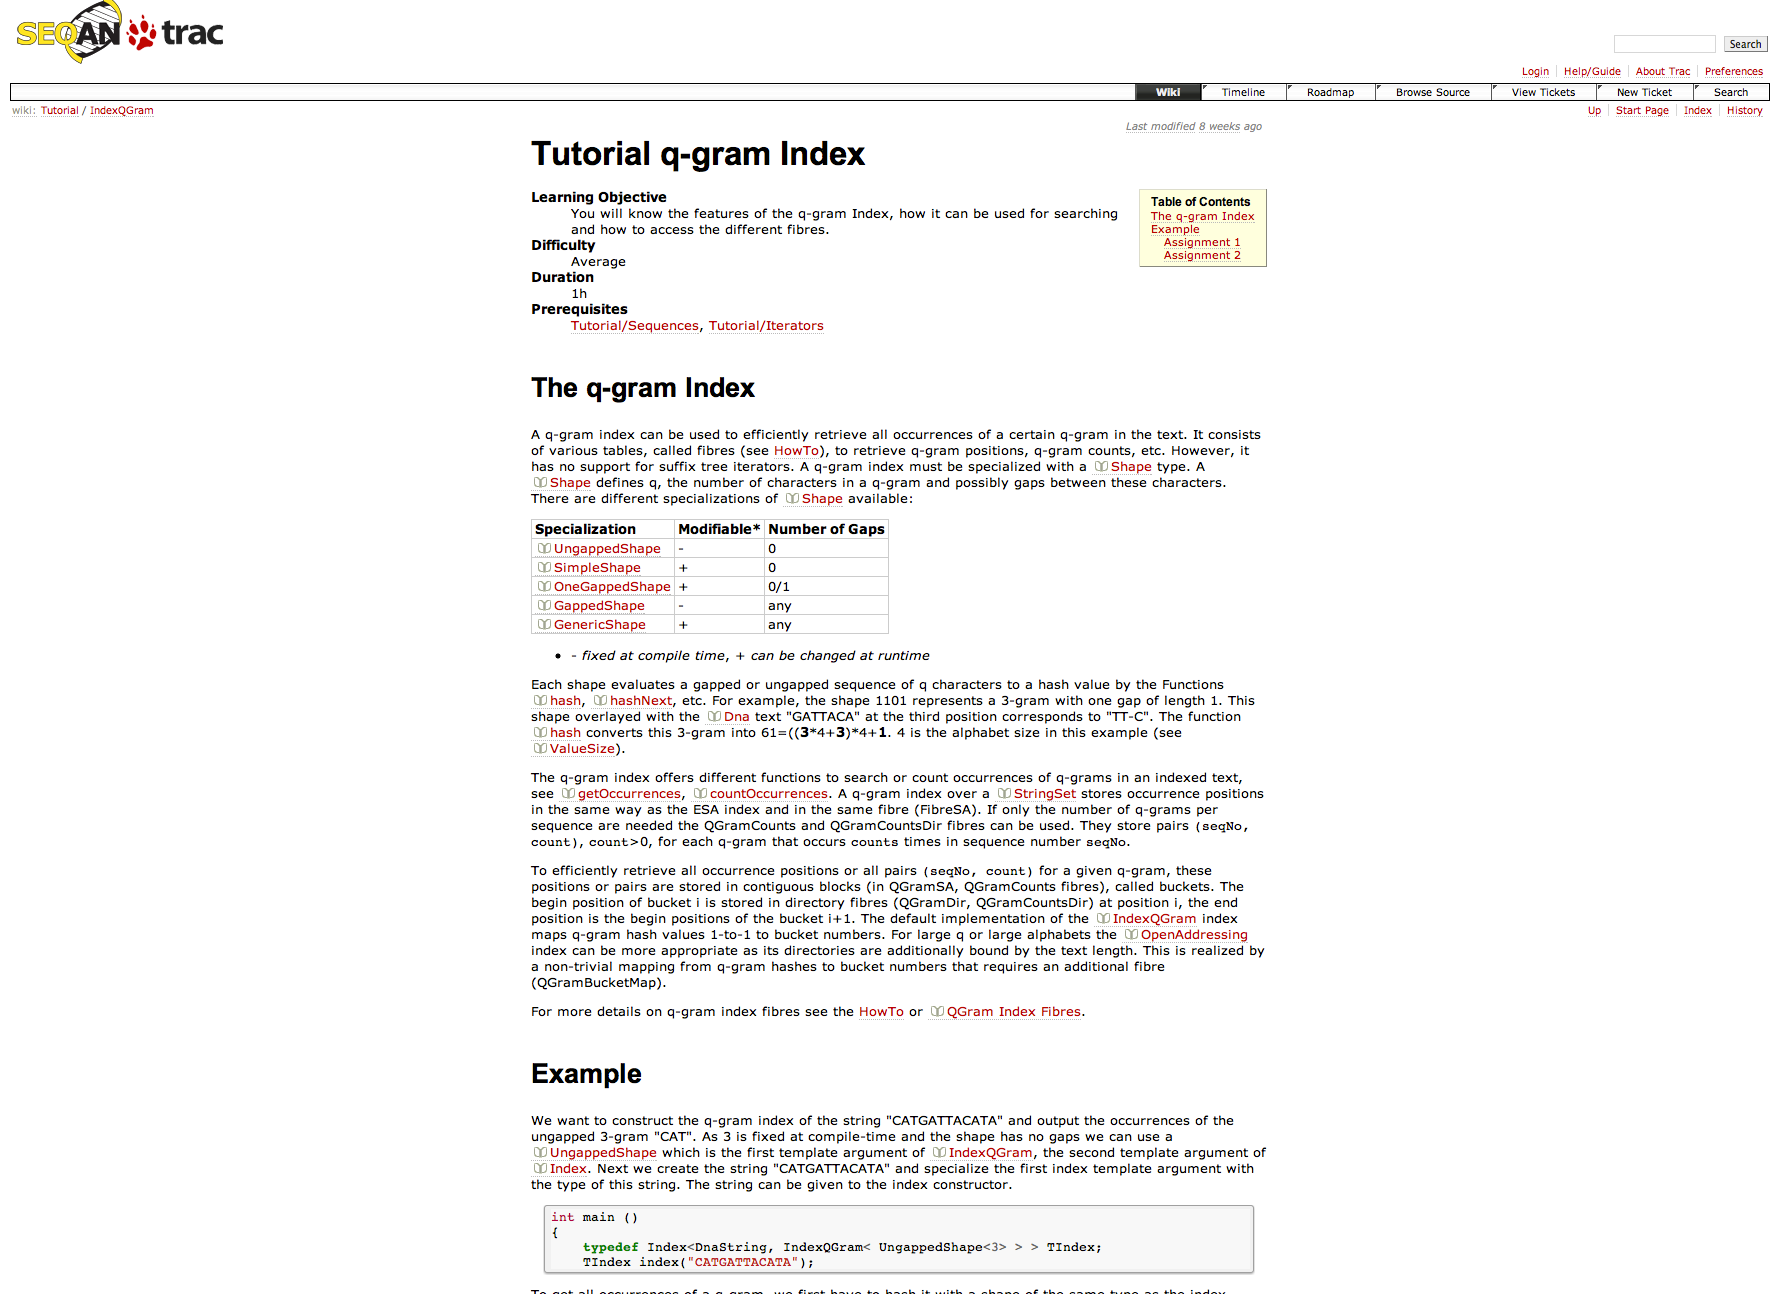 SEQAN trac
Search
Login Help/Guide About Trac Preferences
Wiki Timeline Roadmap Browse Source View Tickets New Ticket Search
wiki: Tutorial / IndexQGram
Up Start Page Index History
Last modified 8 weeks ago
Tutorial q-gram Index
Learning Objective
You will know the features of the q-gram Index, how it can be used for searching
and how to access the different fibres.
Difficulty
Average
Duration
1h
Prerequisites
Tutorial/Sequences, Tutorial/Iterators
Table of Contents
The q-gram Index
Example
Assignment 1
Assignment 2
The q-gram Index
A q-gram index can be used to efficiently retrieve all occurrences of a certain q-gram in the text. It consists
of various tables, called fibres (see HowTo), to retrieve q-gram positions, q-gram counts, etc. However, it
has no support for suffix tree iterators. A q-gram index must be specialized with a Shape type. A
Shape defines q, the number of characters in a q-gram and possibly gaps between these characters.
There are different specializations of Shape available:
Specialization Modifiable* Number of Gaps
UngappedShape - 0
SimpleShape + 0
OneGappedShape + 0/1
GappedShape - any
GenericShape + any
• - fixed at compile time, + can be changed at runtime
Each shape evaluates a gapped or ungapped sequence of q characters to a hash value by the Functions
hash, hashNext, etc. For example, the shape 1101 represents a 3-gram with one gap of length 1. This
shape overlayed with the Dna text "GATTACA" at the third position corresponds to "TT-C". The function
hash converts this 3-gram into 61=((3*4+3)*4+1. 4 is the alphabet size in this example (see
ValueSize).
The q-gram index offers different functions to search or count occurrences of q-grams in an indexed text,
see getOccurrences, countOccurrences. A q-gram index over a StringSet stores occurrence positions
in the same way as the ESA index and in the same fibre (FibreSA). If only the number of q-grams per
sequence are needed the QGramCounts and QGramCountsDir fibres can be used. They store pairs (seqNo,
count), count>0, for each q-gram that occurs counts times in sequence number seqNo.
To efficiently retrieve all occurrence positions or all pairs (seqNo, count) for a given q-gram, these
positions or pairs are stored in contiguous blocks (in QGramSA, QGramCounts fibres), called buckets. The
begin position of bucket i is stored in directory fibres (QGramDir, QGramCountsDir) at position i, the end
position is the begin positions of the bucket i+1. The default implementation of the IndexQGram index
maps q-gram hash values 1-to-1 to bucket numbers. For large q or large alphabets the OpenAddressing
index can be more appropriate as its directories are additionally bound by the text length. This is realized by
a non-trivial mapping from q-gram hashes to bucket numbers that requires an additional fibre
(QGramBucketMap).
For more details on q-gram index fibres see the HowTo or QGram Index Fibres.
Example
We want to construct the q-gram index of the string "CATGATTACATA" and output the occurrences of the
ungapped 3-gram "CAT". As 3 is fixed at compile-time and the shape has no gaps we can use a
UngappedShape which is the first template argument of IndexQGram, the second template argument of
Index. Next we create the string "CATGATTACATA" and specialize the first index template argument with
the type of this string. The string can be given to the index constructor.
int main ()
{
typedef Index<DnaString, IndexQGram< UngappedShape<3> > > TIndex;
TIndex index("CATGATTACATA");
To get all occurrences of a q-gram, we first have to hash it with a shape of the same type as the index